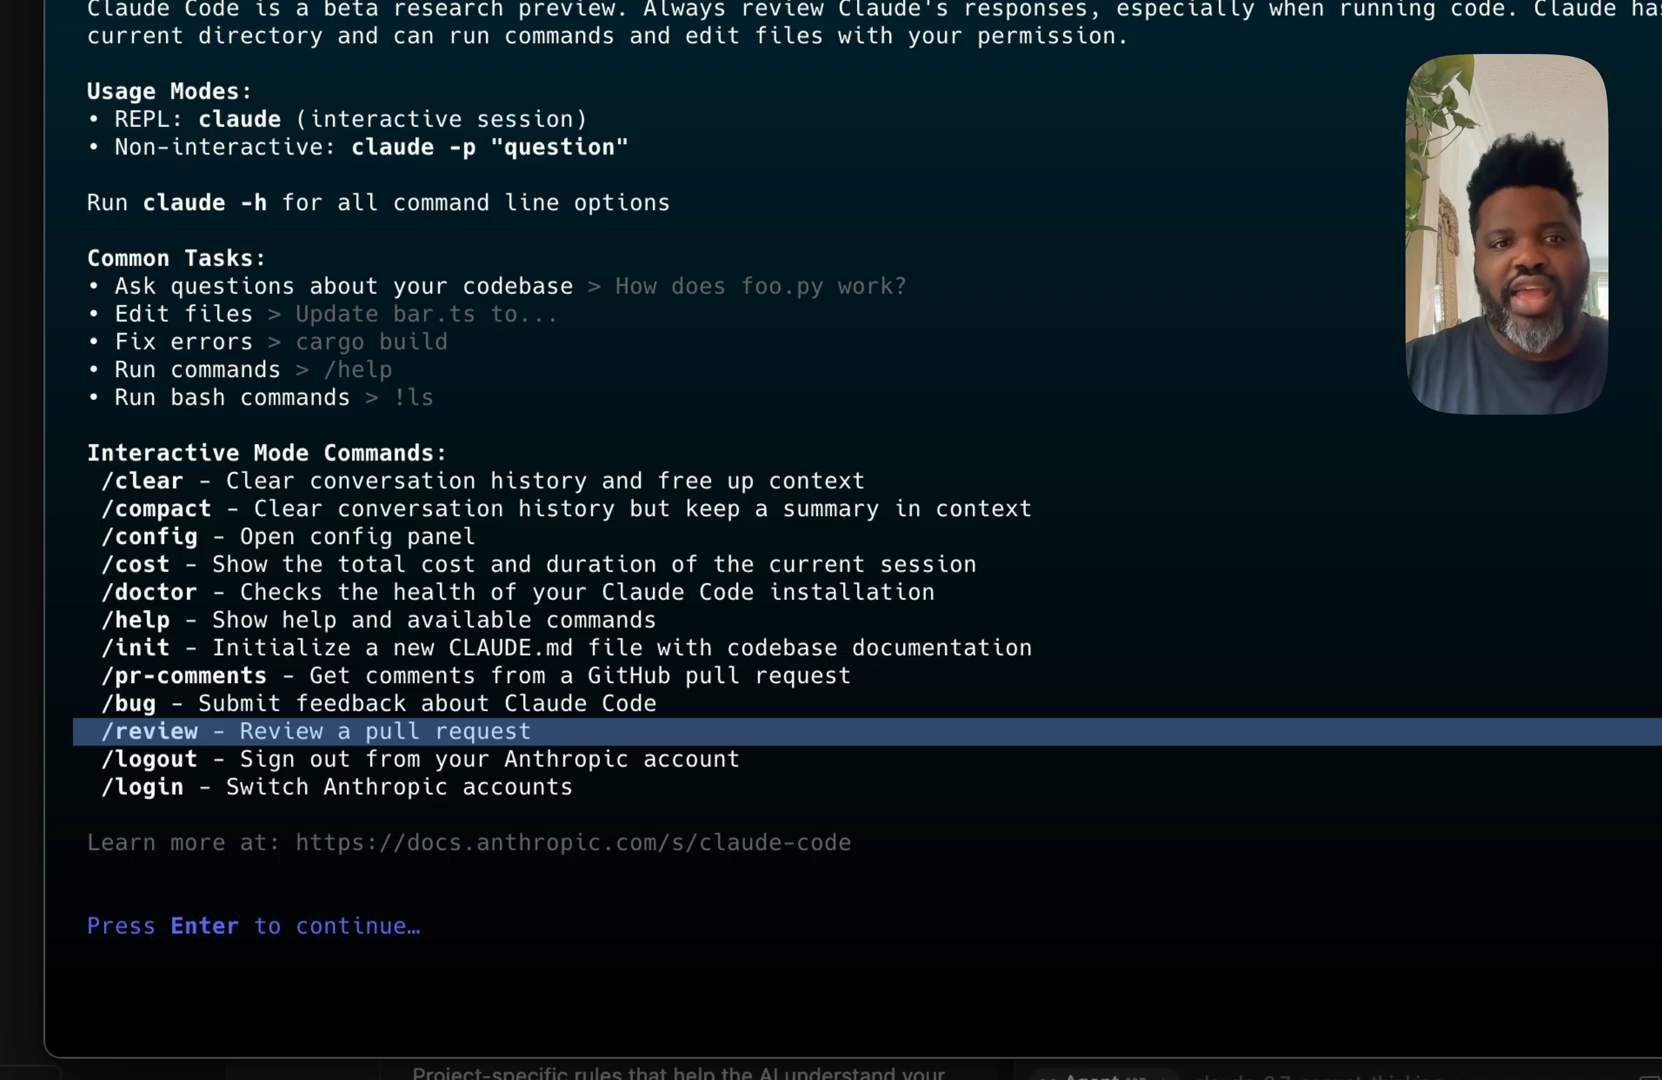 Claude Code is a beta research preview. Always review Claude's responses, especially when running code. Claude has
current directory and can run commands and edit files with your permission.
Usage Modes:
• REPL: claude (interactive session)
• Non-interactive: claude -p "question"
Run claude -h for all command line options
Common Tasks:
• Ask questions about your codebase > How does foo.py work?
• Edit files > Update bar.ts to...
• Fix errors > cargo build
• Run commands > /help
• Run bash commands > !ls
Interactive Mode Commands:
/clear - Clear conversation history and free up context
/compact - Clear conversation history but keep a summary in context
/config - Open config panel
/cost - Show the total cost and duration of the current session
/doctor - Checks the health of your Claude Code installation
/help - Show help and available commands
/init - Initialize a new CLAUDE.md file with codebase documentation
/pr-comments - Get comments from a GitHub pull request
/bug - Submit feedback about Claude Code
/review - Review a pull request
/logout - Sign out from your Anthropic account
/login - Switch Anthropic accounts
Learn more at: https://docs.anthropic.com/s/claude-code
Press Enter to continue…
Project-specific rules that help the AI understand your